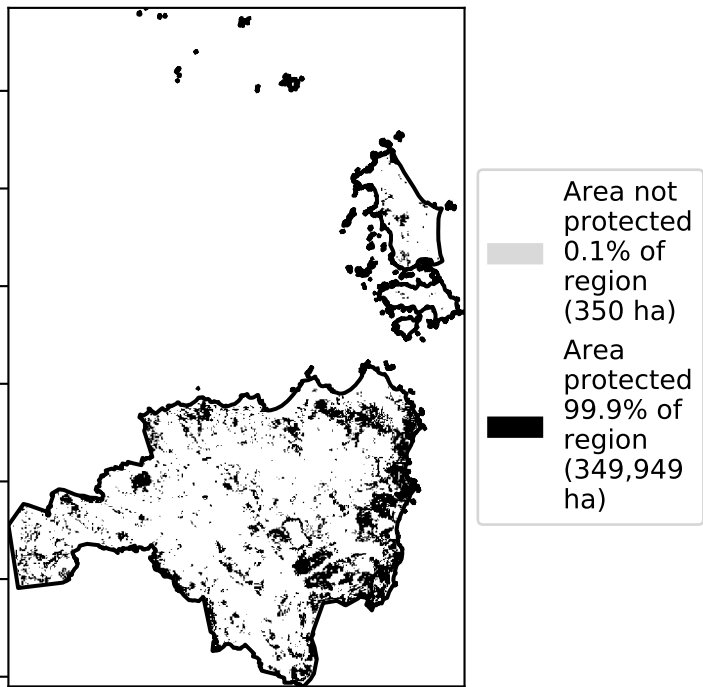 Area not
protected
0.1% of
region
(350 ha)
Area
protected
99.9% of
region
(349,949
ha)